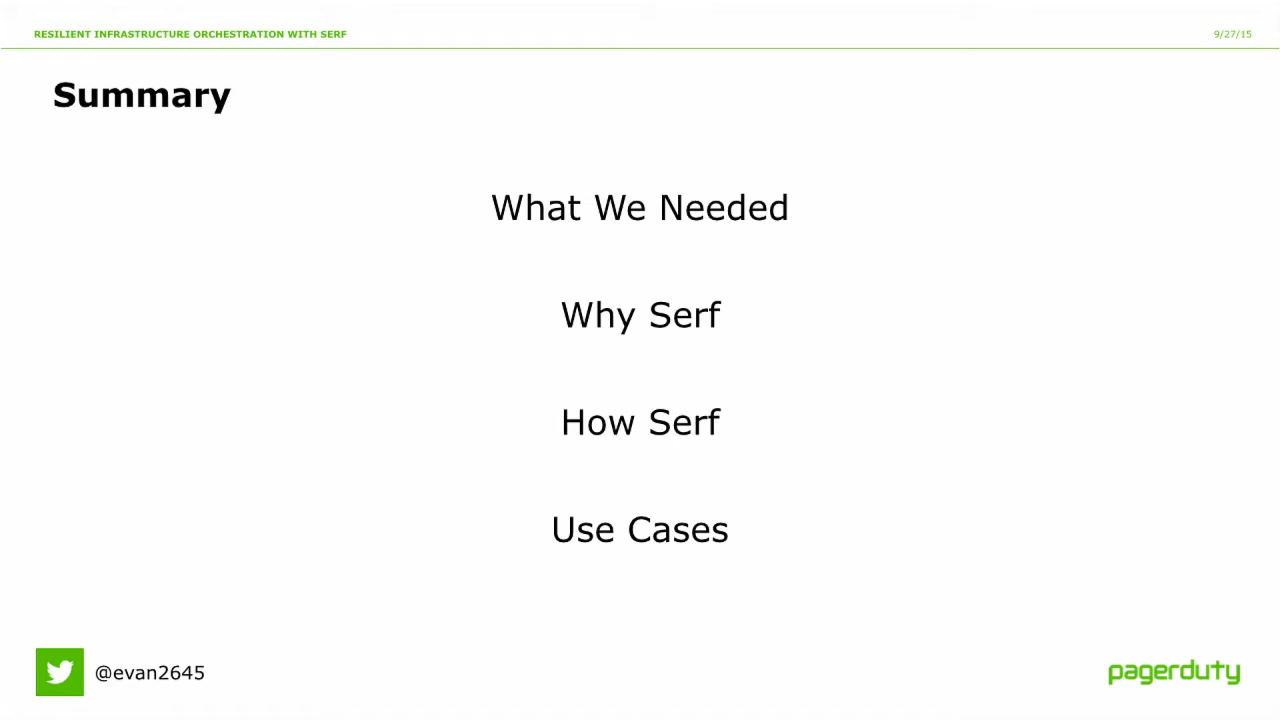 RESILIENT INFRASTRUCTURE ORCHESTRATION WITH SERF
9/27/15
Summary
What We Needed
Why Serf
How Serf
Use Cases
@evan2645
pagerduty